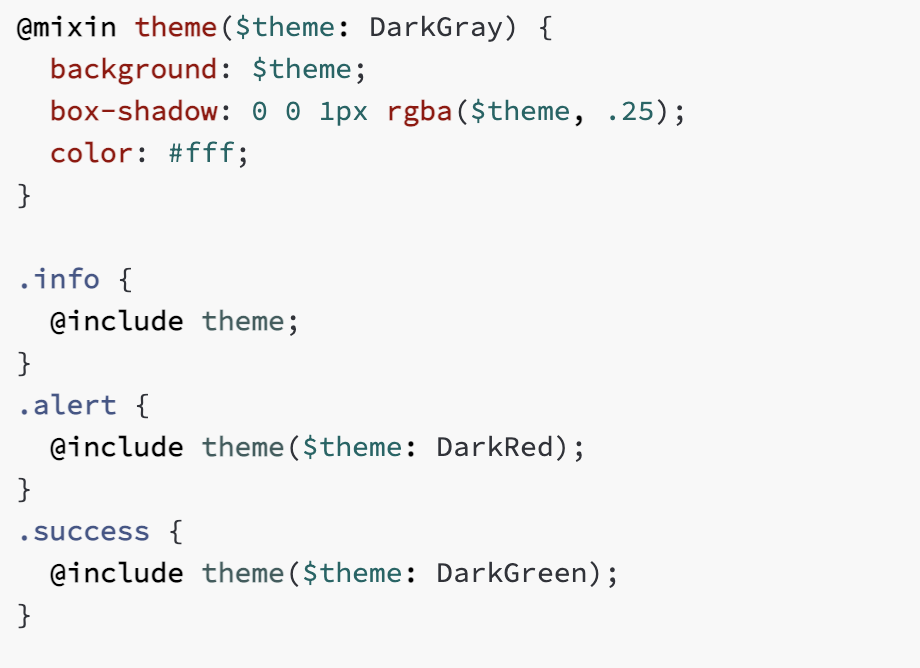 @mixin theme($theme: DarkGray) {
  background: $theme;
  box-shadow: 0 0 1px rgba($theme, .25);
  color: #fff;
}

.info {
  @include theme;
}
.alert {
  @include theme($theme: DarkRed);
}
.success {
  @include theme($theme: DarkGreen);
}